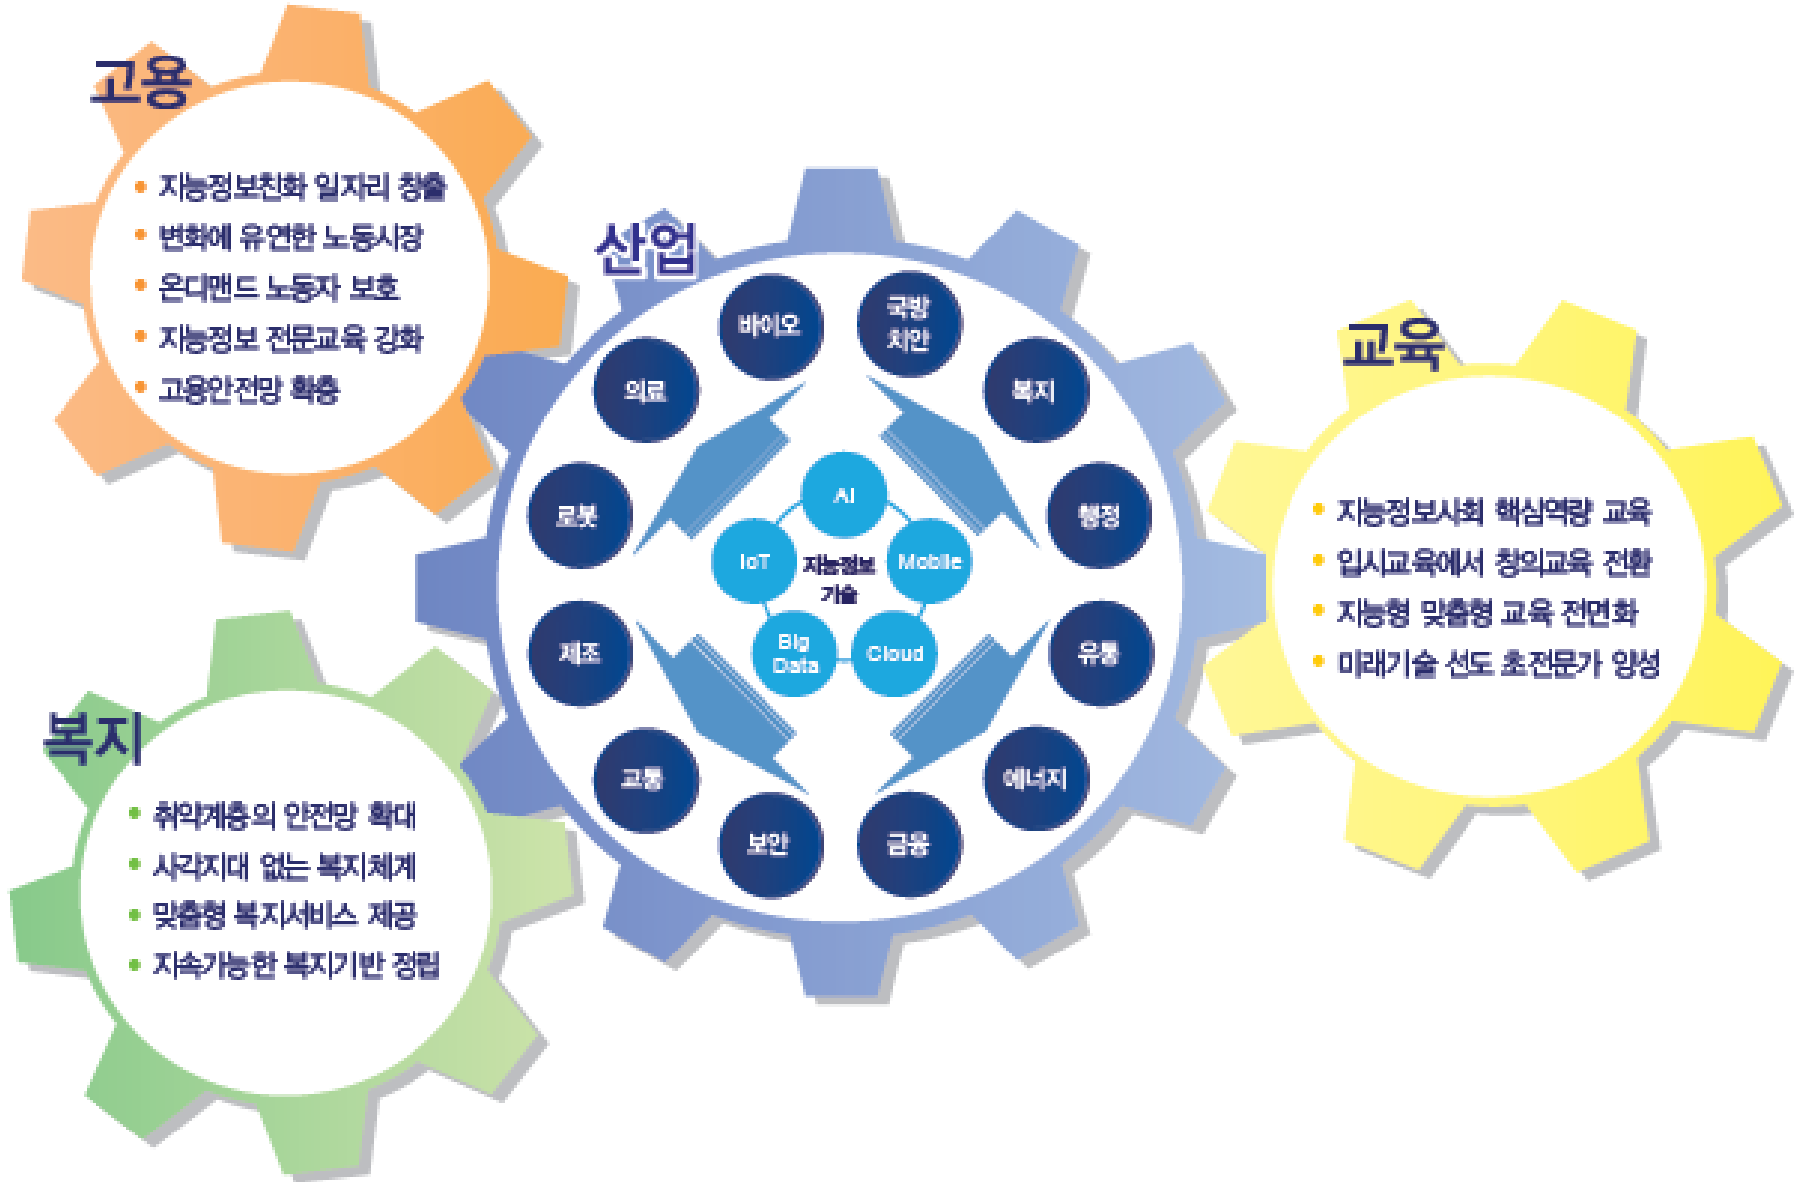 고용
지능정보친화 일자리 창출
변화에 유연한 노동시장
온디맨드 노동자 보호
지능정보 전문교육 강화
고용안전망 확충
산업
바이오
국방
치안
의료
복지
로봇
행정
제조
유통
교통
에너지
보안
금융
AI
IoT
Mobile
지능정보
기술
Big
Data
Cloud
교육
지능정보사회 핵심역량 교육
입시교육에서 창의교육 전환
지능형 맞춤형 교육 전면화
미래기술 선도 초전문가 양성
복지
취약계층의 안전망 확대
사각지대 없는 복지체계
맞춤형 복지서비스 제공
지속가능한 복지기반 정립